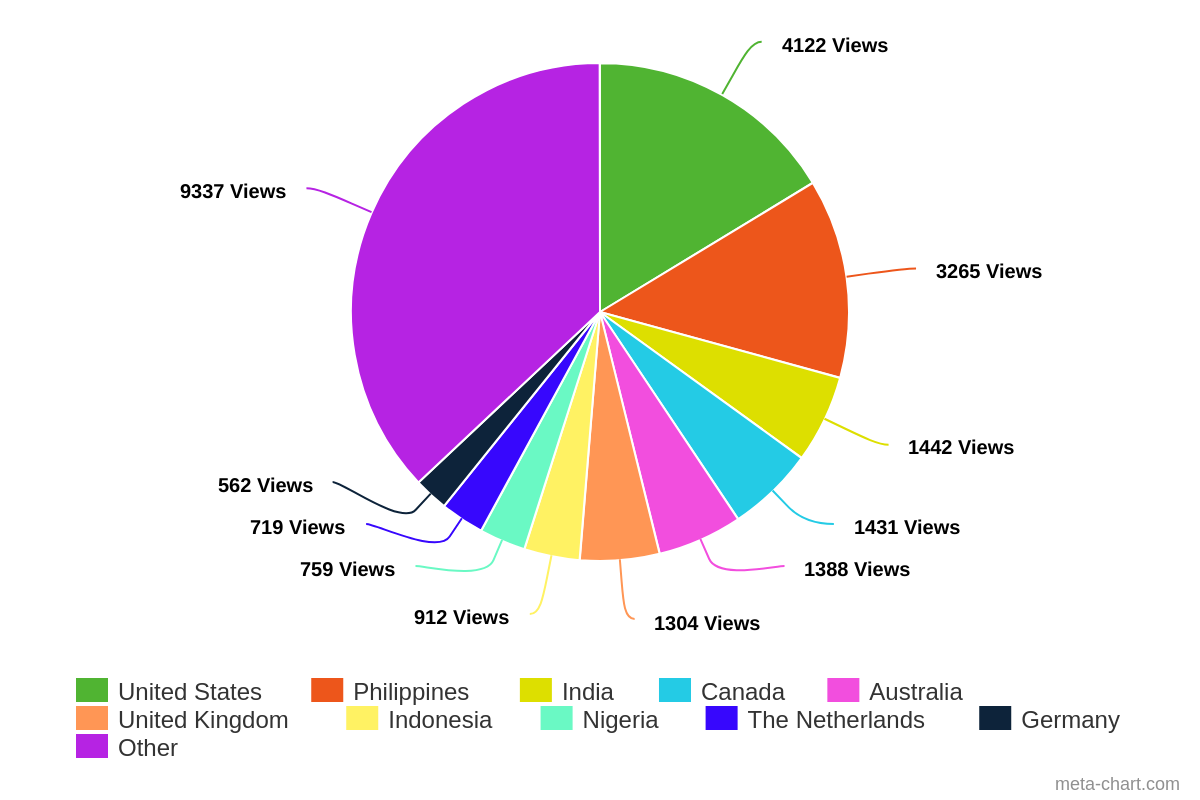 4122 Views
9337 Views
3265 Views
1442 Views
562 Views
719 Views
1431 Views
759 Views
1388 Views
912 Views
1304 Views
United States Philippines India Canada Australia
United Kingdom Indonesia Nigeria The Netherlands Germany
Other
meta-chart.com